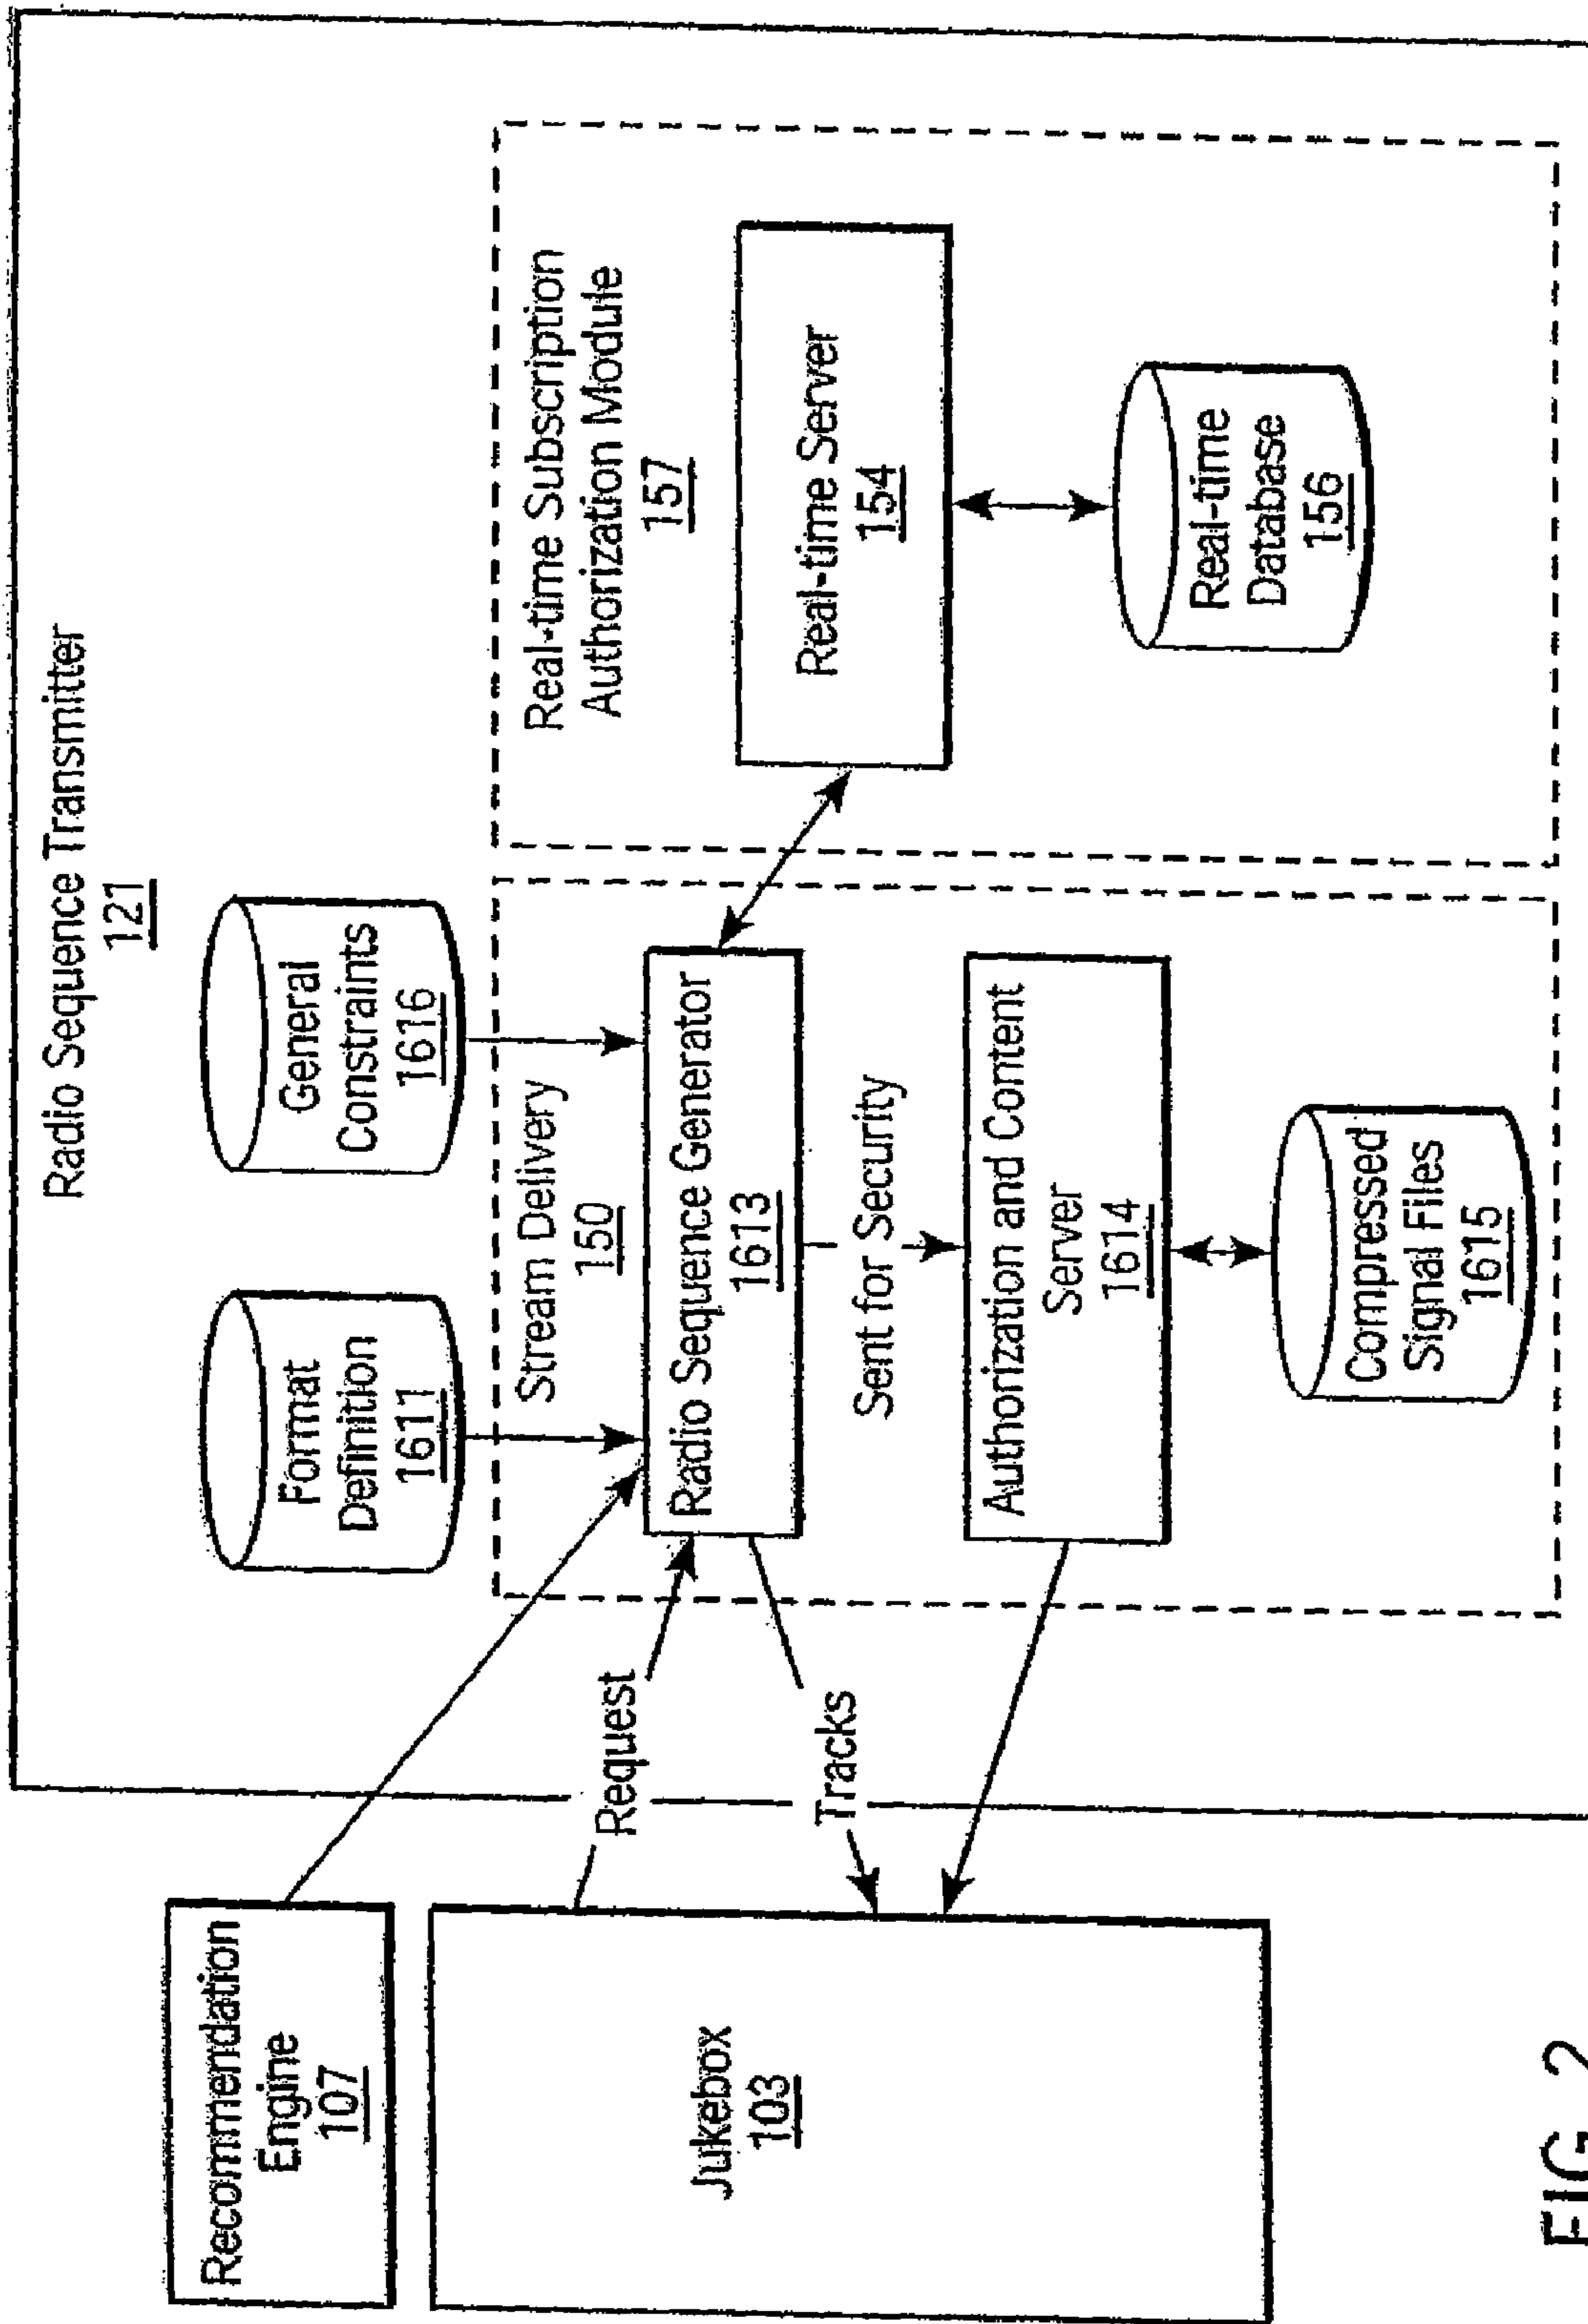 Radio Sequence Transmitter
121
Recommendation
Engine
107
Jukebox
103
Request
Tracks
Format
Definition
1611
General
Constraints
1616
Stream Delivery
150
Radio Sequence Generator
1613
Sent for Security
Authorization and Content
Server
1614
Compressed
Signal Files
1615
Real-time Subscription
Authorization Module
157
Real-time Server
154
Real-time
Database
156
FIG 2